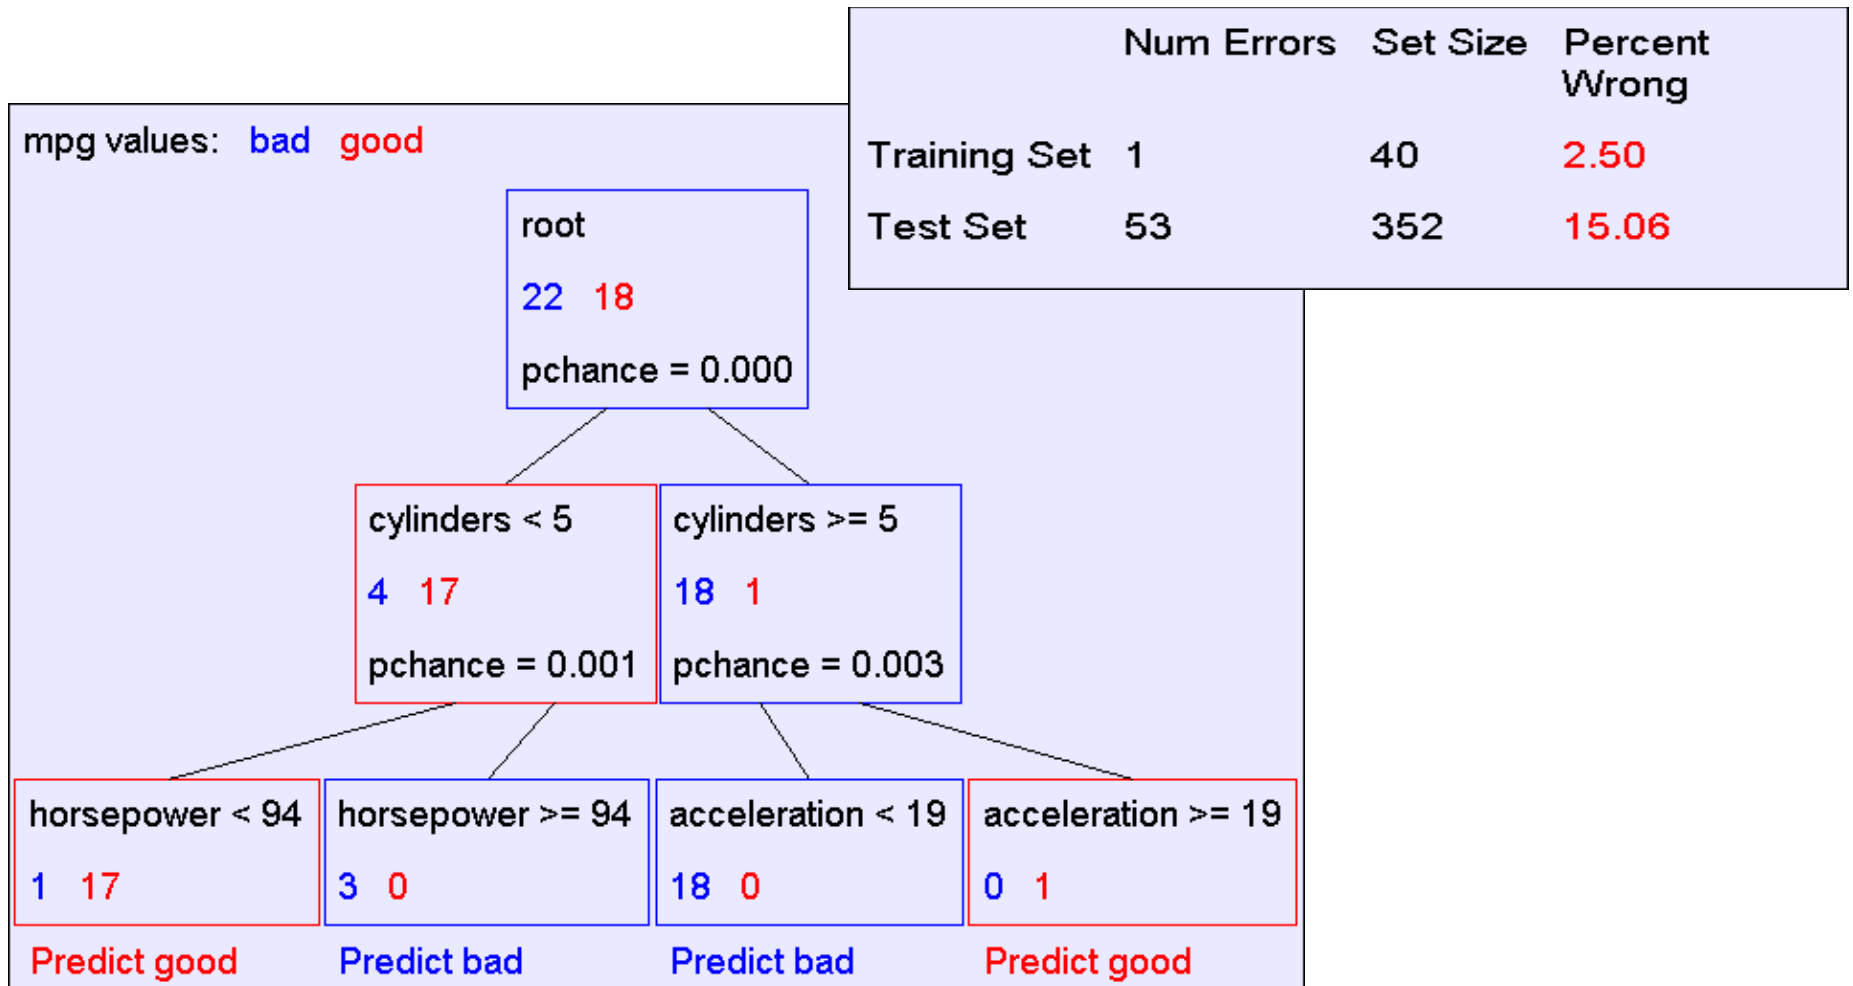 Num Errors Set Size Percent
Wrong
Training Set 1 40 2.50
Test Set 53 352 15.06
mpg values: bad good
root
22 18
pchance = 0.000
cylinders < 5
4 17
pchance = 0.001
cylinders >= 5
18 1
pchance = 0.003
horsepower < 94
1 17
Predict good
horsepower >= 94
3 0
Predict bad
acceleration < 19
18 0
Predict bad
acceleration >= 19
0 1
Predict good